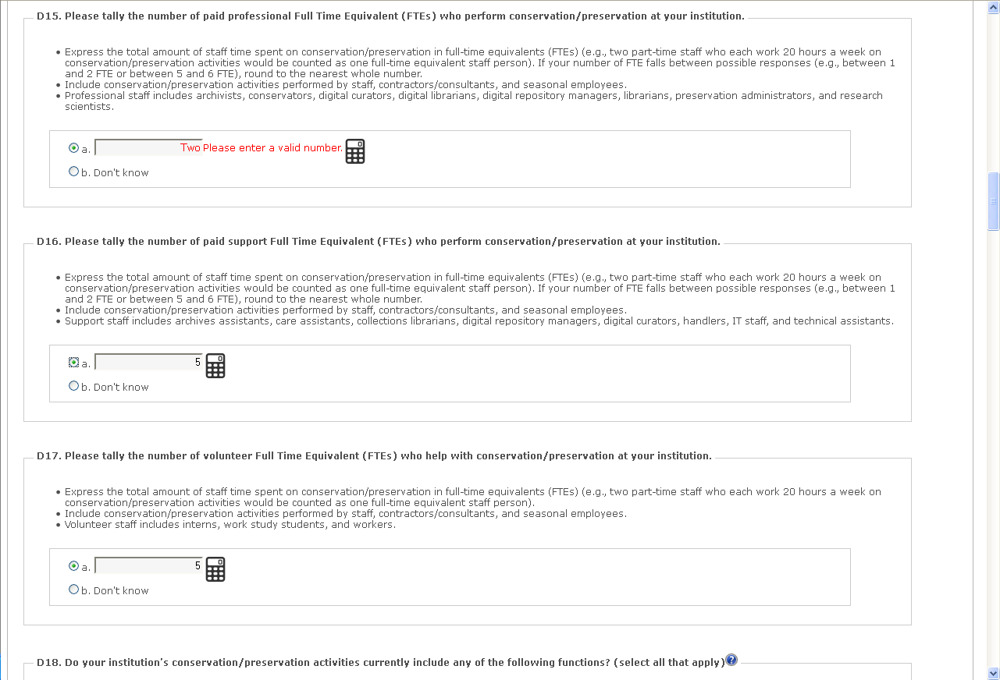 D15. Please tally the number of paid professional Full Time Equivalent (FTEs) who perform conservation/preservation at your institution.
• Express the total amount of staff time spent on conservation/preservation in full-time equivalents (FTEs) (e.g., two part-time staff who each work 20 hours a week on
conservation/preservation activities would be counted as one full-time equivalent staff person). If your number of FTE falls between possible responses (e.g., between 1
and 2 FTE or between 5 and 6 FTE), round to the nearest whole number.
• Include conservation/preservation activities performed by staff, contractors/consultants, and seasonal employees.
• Professional staff includes archivists, conservators, digital curators, digital librarians, digital repository managers, librarians, preservation administrators, and research
scientists.
a. Two Please enter a valid number. 0
b. Don't know
D16. Please tally the number of paid support Full Time Equivalent (FTEs) who perform conservation/preservation at your institution.
• Express the total amount of staff time spent on conservation/preservation in full-time equivalents (FTEs) (e.g., two part-time staff who each work 20 hours a week on
conservation/preservation activities would be counted as one full-time equivalent staff person). If your number of FTE falls between possible responses (e.g., between 1
and 2 FTE or between 5 and 6 FTE), round to the nearest whole number.
• Include conservation/preservation activities performed by staff, contractors/consultants, and seasonal employees.
• Support staff includes archives assistants, care assistants, collections librarians, digital repository managers, digital curators, handlers, IT staff, and technical assistants.
a. 5 0
b. Don't know
D17. Please tally the number of volunteer Full Time Equivalent (FTEs) who help with conservation/preservation at your institution.
• Express the total amount of staff time spent on conservation/preservation in full-time equivalents (FTEs) (e.g., two part-time staff who each work 20 hours a week on
conservation/preservation activities would be counted as one full-time equivalent staff person).
• Include conservation/preservation activities performed by staff, contractors/consultants, and seasonal employees.
• Volunteer staff includes interns, work study students, and workers.
a. 5 0
b. Don't know
D18. Do your institution's conservation/preservation activities currently include any of the following functions? (select all that apply) ?